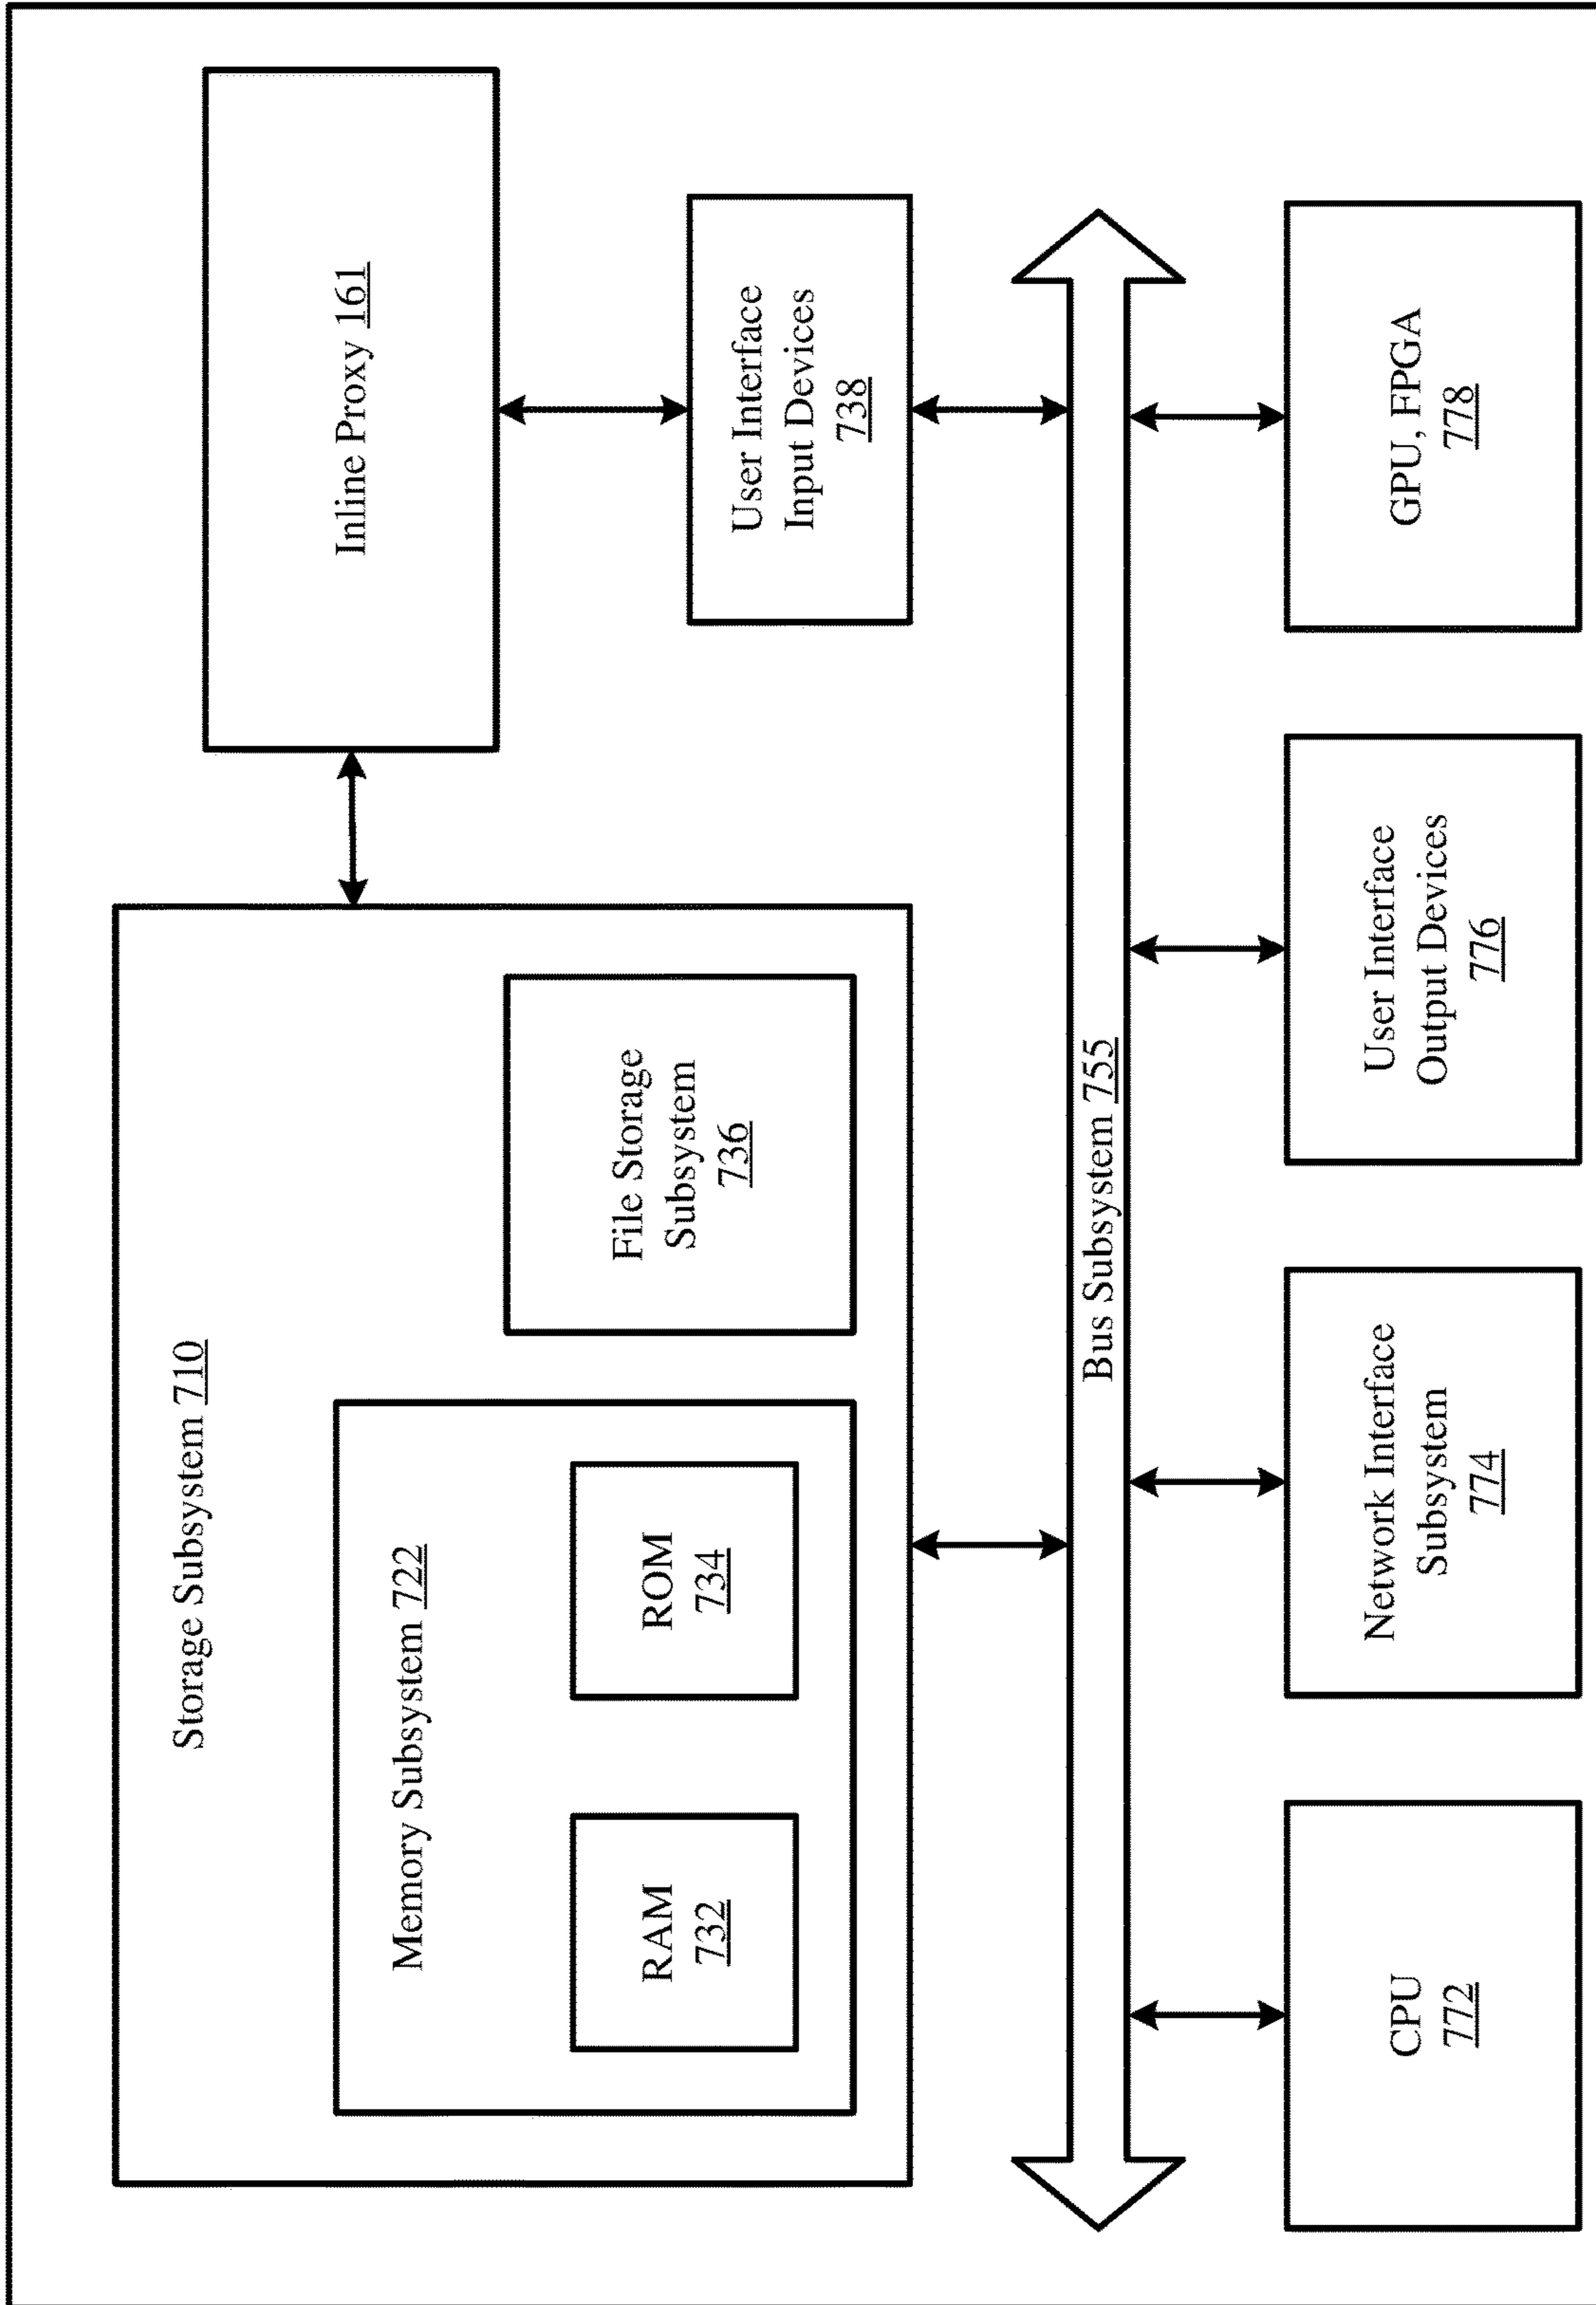 Storage Subsystem 710
Memory Subsystem 722
RAM
732
ROM
734
File Storage
Subsystem
736
Inline Proxy 161
User Interface
Input Devices
738
Bus Subsystem 755
CPU
772
Network Interface
Subsystem
774
User Interface
Output Devices
776
GPU, FPGA
778